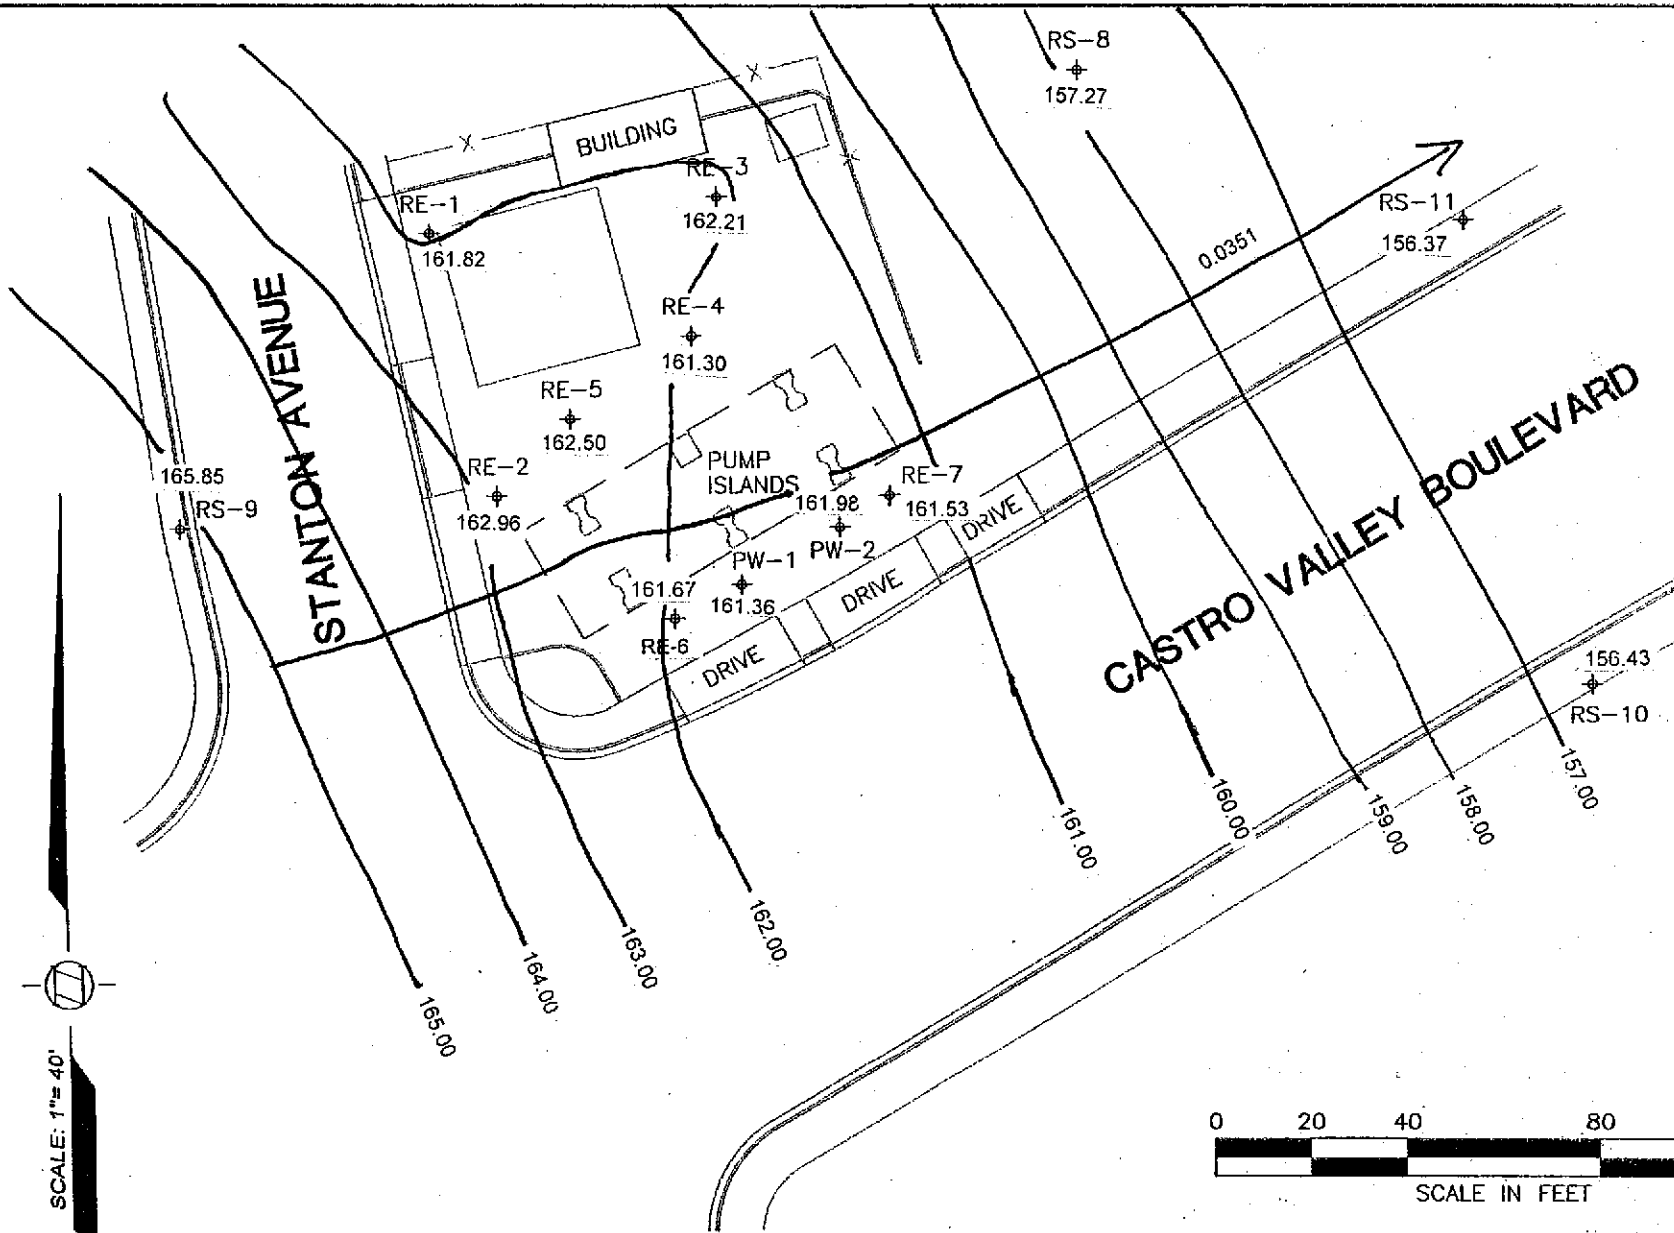 RS-8
157.27
BUILDING
RE-3
162.21
RE-1
161.82
RS-11
156.37
0.0351
STANTON AVENUE
RE-4
161.30
RE-5
162.50
RE-2
162.96
PUMP
ISLANDS
161.98
PW-2
RE-7
161.53
165.85
RS-9
PW-1
161.36
161.67
RE-6
DRIVE
DRIVE
DRIVE
CASTRO VALLEY BOULEVARD
156.43
RS-10
165.00
164.00
163.00
162.00
161.00
160.00
159.00
158.00
157.00
SCALE: 1"= 40'
0 20 40 80
SCALE IN FEET
X
X
X